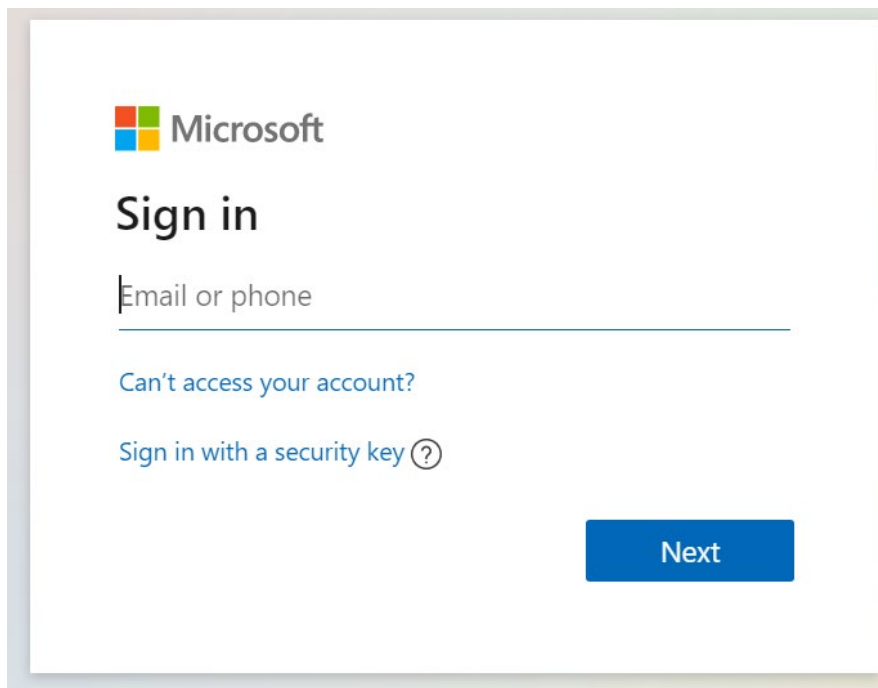 Microsoft
Sign in
Email or phone
Can't access your account?
Sign in with a security key ?
Next